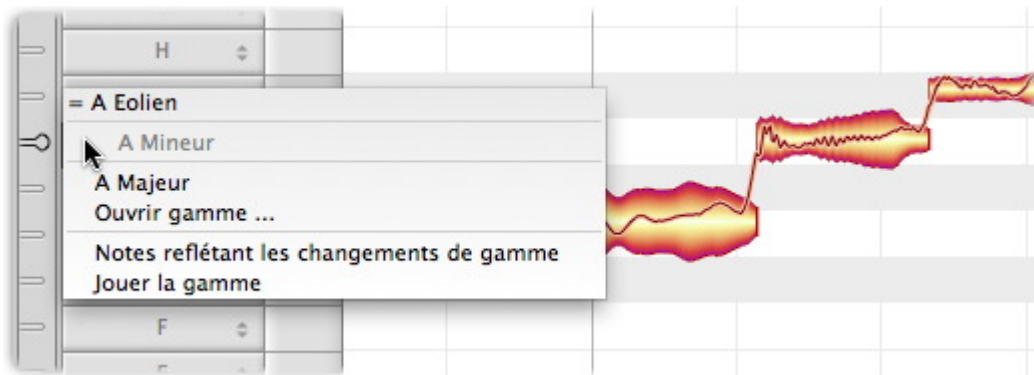 H
= A Eolien
A Mineur
A Majeur
Ouvrir gamme ...
Notes reflétant les changements de gamme
Jouer la gamme
F